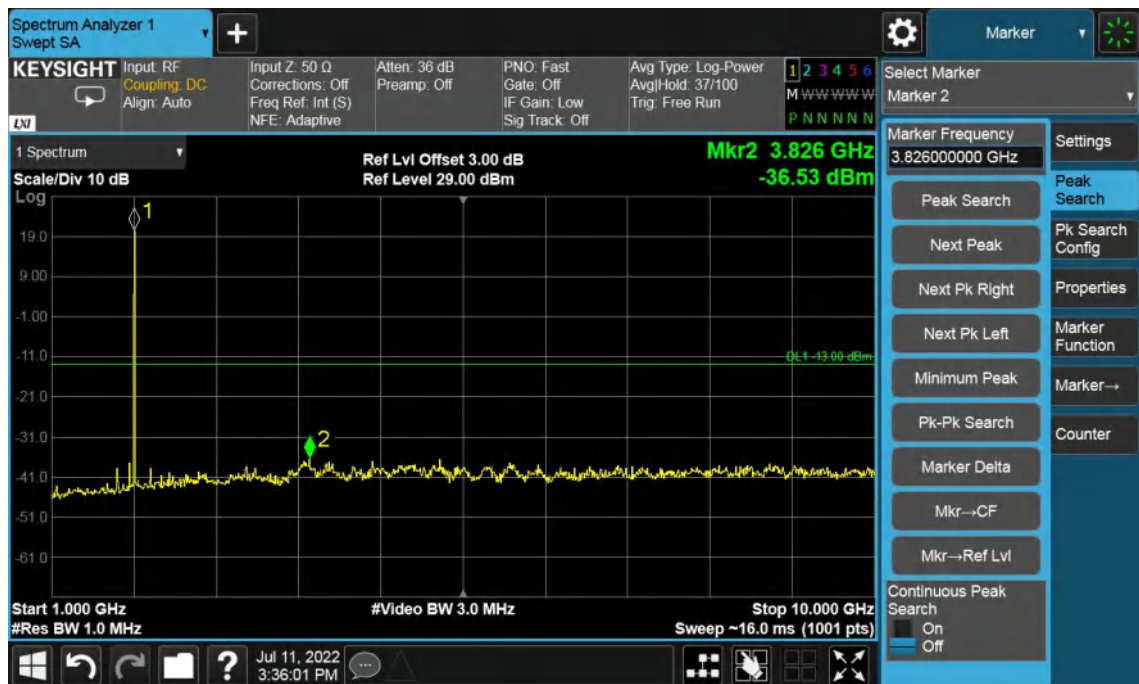 Spectrum Analyzer 1
Swept SA
+
Marker
KEYSIGHT
Input: RF
Coupling: DC
Align: Auto
Input Z: 50 Ω
Corrections: Off
Freq Ref: Int (S)
NFE: Adaptive
Atten: 36 dB
Preamp: Off
PNO: Fast
Gate: Off
IF Gain: Low
Sig Track: Off
Avg Type: Log-Power
Avg|Hold: 37/100
Trig: Free Run
1 2 3 4 5 6
M W W W W W
P N N N N N
LXI
Select Marker
Marker 2
1 Spectrum
Scale/Div 10 dB
Ref Lvl Offset 3.00 dB
Ref Level 29.00 dBm
Mkr2 3.826 GHz
-36.53 dBm
Log
19.0
9.00
-1.00
-11.0
-21.0
-31.0
-41.0
-51.0
-61.0
1
2
DL1 -13.00 dBm
Start 1.000 GHz
#Res BW 1.0 MHz
#Video BW 3.0 MHz
Stop 10.000 GHz
Sweep ~16.0 ms (1001 pts)
Marker Frequency
3.826000000 GHz
Peak Search
Next Peak
Next Pk Right
Next Pk Left
Minimum Peak
Pk-Pk Search
Marker Delta
Mkr→CF
Mkr→Ref Lvl
Continuous Peak
Search
On
Off
Settings
Peak
Search
Pk Search
Config
Properties
Marker
Function
Marker→
Counter
?
Jul 11, 2022
3:36:01 PM